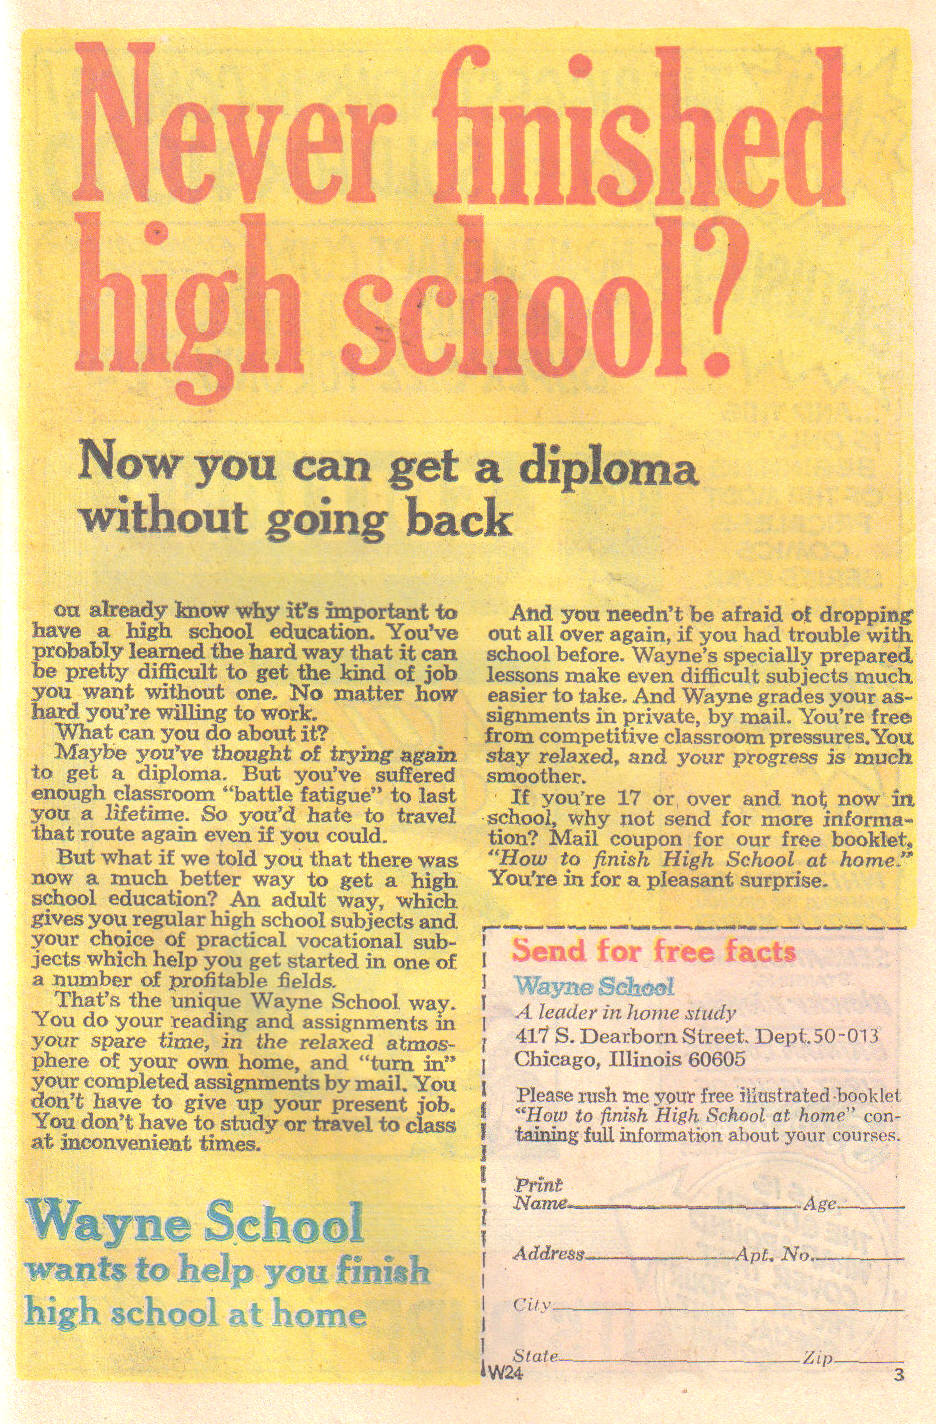 Never finished
high school?
Now you can get a diploma
without going back
ou already know why it's important to
have a high school education. You've
probably learned the hard way that it can
be pretty difficult to get the kind of job
you want without one. No matter how
hard you're willing to work.
What can you do about it?
Maybe you've thought of trying again
to get a diploma. But you've suffered
enough classroom "battle fatigue" to last
you a lifetime. So you'd hate to travel
that route again even if you could.
But what if we told you that there was
now a much better way to get a high
school education? An adult way, which
gives you regular high school subjects and
your choice of practical vocational sub-
jects which help you get started in one of
a number of profitable fields.
That's the unique Wayne School way.
You do your reading and assignments in
your spare time, in the relaxed atmos-
phere of your own home, and "turn in"
your completed assignments by mail. You
don't have to give up your present job.
You don't have to study or travel to class
at inconvenient times.
Wayne School
wants to help you finish
high school at home
And you needn't be afraid of dropping
out all over again, if you had trouble with
school before. Wayne's specially prepared
lessons make even difficult subjects much
easier to take. And Wayne grades your as-
signments in private, by mail. You're free
from competitive classroom pressures. You
stay relaxed, and your progress is much
smoother.
If you're 17 or over and not now in
school, why not send for more informa-
tion? Mail coupon for our free booklet,
"How to finish High School at home."
You're in for a pleasant surprise.
Send for free facts
Wayne School
A leader in home study
417 S. Dearborn Street. Dept. 50-013
Chicago, Illinois 60605
Please rush me your free illustrated booklet
"How to finish High School at home" con-
taining full information about your courses.
Print
Name Age
Address Apt. No.
City
State Zip
W24 3